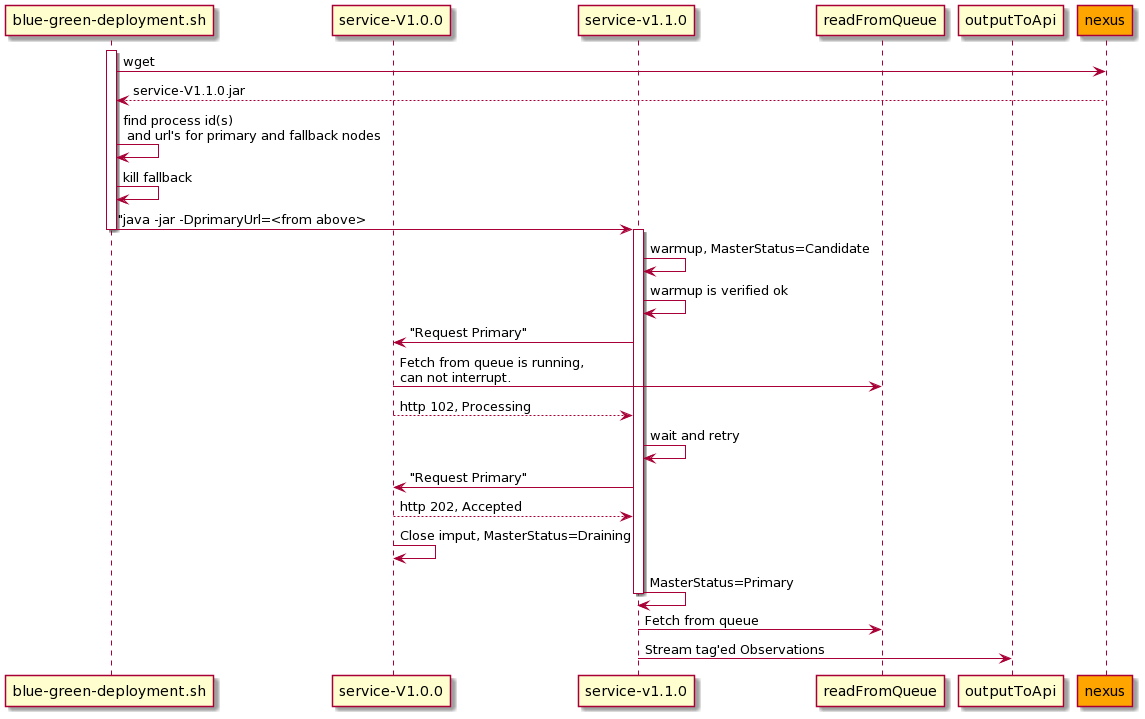 blue-green-deployment.sh
service-V1.0.0
service-v1.1.0
readFromQueue
outputToApi
nexus
wget
service-V1.1.0.jar
find process id(s)
and url's for primary and fallback nodes
kill fallback
"java -jar -DprimaryUrl=<from above>
warmup, MasterStatus=Candidate
warmup is verified ok
"Request Primary"
Fetch from queue is running,
can not interrupt.
http 102, Processing
wait and retry
"Request Primary"
http 202, Accepted
Close imput, MasterStatus=Draining
MasterStatus=Primary
Fetch from queue
Stream tag'ed Observations
blue-green-deployment.sh
service-V1.0.0
service-v1.1.0
readFromQueue
outputToApi
nexus